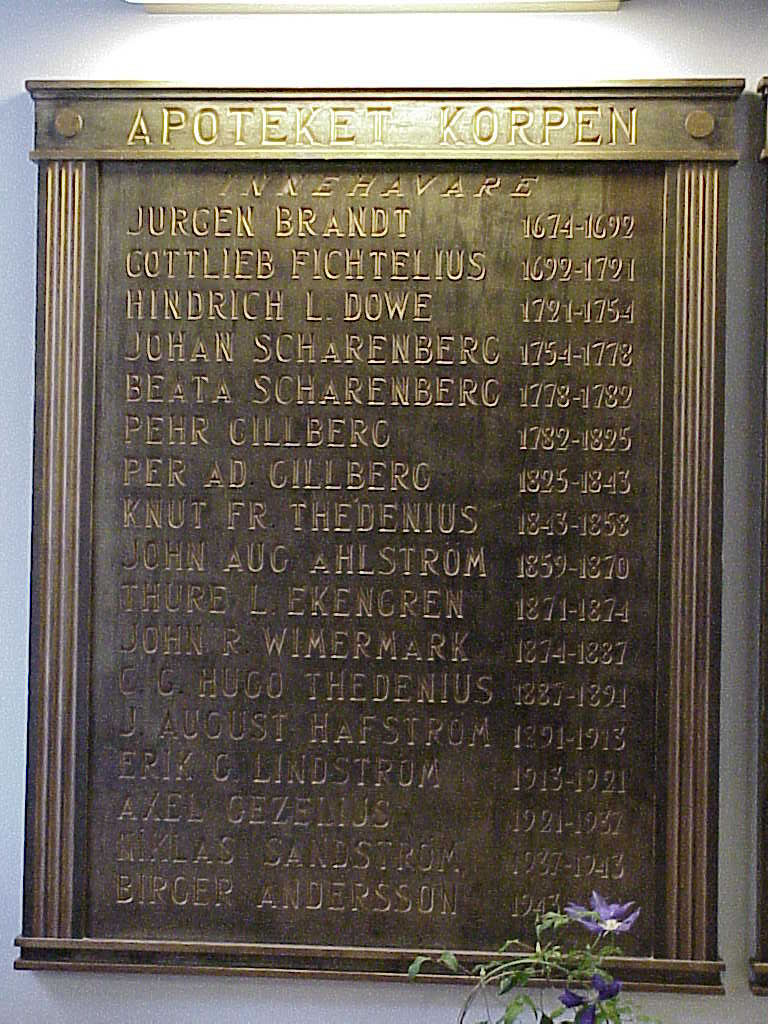 APOTEKET KORPEN
INNEHAVARE
JURGEN BRANDT 1674-1692
GOTTLIEB FICHTELIUS 1692-1721
HINDRICH L. DOWE 1721-1754
JOHAN SCHARENBERG 1754-1778
BEATA SCHARENBERG 1778-1782
PEHR GILLBERG 1782-1825
PER AD. GILLBERG 1825-1843
KNUT FR. THEDENIUS 1843-1858
JOHN AUG AHLSTRÖM 1859-1870
THURE L. EKENGREN 1871-1874
JOHN R. WIMERMARK 1874-1887
C. G. HUGO THEDENIUS 1887-1891
J. AUGUST HAFSTRÖM 1891-1913
ERIK G. LINDSTRÖM 1913-1921
AXEL GEZELIUS 1921-1937
NIKLAS SANDSTRÖM 1937-1943
BIRGER ANDERSSON 1943-